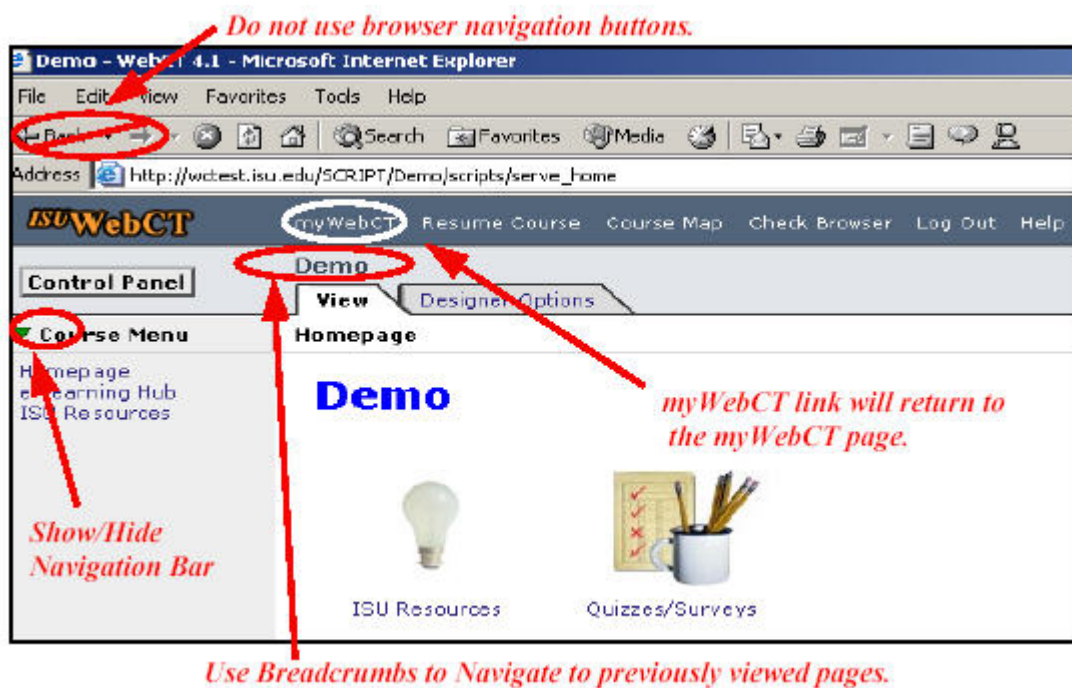 Do not use browser navigation buttons.
Demo - WebCT 4.1 - Microsoft Internet Explorer
File Edit View Favorites Tools Help
Back Search Favorites Media
Address http://wctest.isu.edu/SCRIPT/Demo/scripts/serve_home
ISU WebCT myWebCT Resume Course Course Map Check Browser Log Out Help
Demo
Control Panel
View Designer Options
Course Menu Homepage
Homepage
eLearning Hub
ISU Resources
Demo
myWebCT link will return to
the myWebCT page.
Show/Hide
Navigation Bar
ISU Resources Quizzes/Surveys
Use Breadcrumbs to Navigate to previously viewed pages.